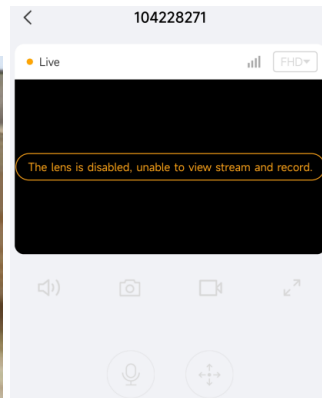 104228271
Live
FHD
The lens is disabled, unable to view stream and record.